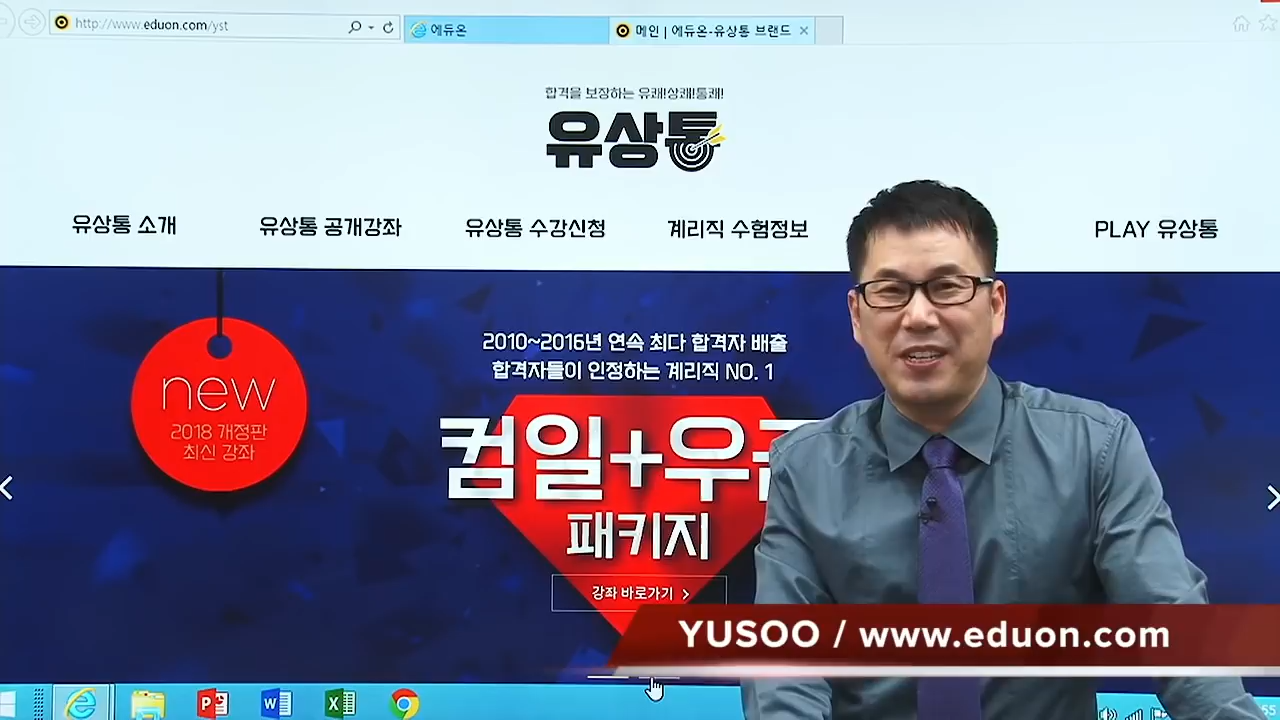 http://www.eduon.com/yst
에듀온
메인 | 에듀온-유상통 브랜드
합격을 보장하는 유쾌!상쾌!통쾌!
유상통
유상통 소개
유상통 공개강좌
유상통 수강신청
계리직 수험정보
PLAY 유상통
new
2018 개정판
최신 강좌
2010~2016년 연속 최다 합격자 배출
합격자들이 인정하는 계리직 NO. 1
컴일+우
패키지
강좌 바로가기 >
YUSOO / www.eduon.com